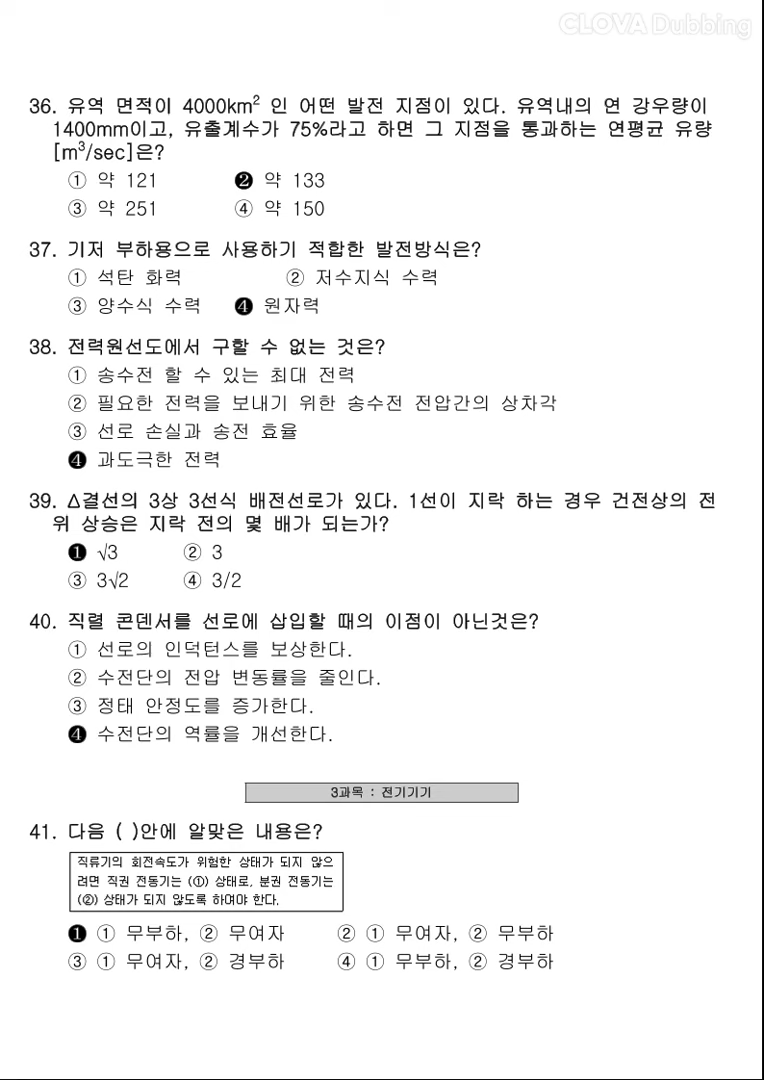 CLOVA Dubbing
36. 유역 면적이 4000km² 인 어떤 발전 지점이 있다. 유역내의 연 강우량이
1400mm이고, 유출계수가 75%라고 하면 그 지점을 통과하는 연평균 유량
[m³/sec]은?
① 약 121 ❷ 약 133
③ 약 251 ④ 약 150
37. 기저 부하용으로 사용하기 적합한 발전방식은?
① 석탄 화력 ② 저수지식 수력
③ 양수식 수력 ❹ 원자력
38. 전력원선도에서 구할 수 없는 것은?
① 송수전 할 수 있는 최대 전력
② 필요한 전력을 보내기 위한 송수전 전압간의 상차각
③ 선로 손실과 송전 효율
❹ 과도극한 전력
39. Δ결선의 3상 3선식 배전선로가 있다. 1선이 지락 하는 경우 건전상의 전
위 상승은 지락 전의 몇 배가 되는가?
❶ √3 ② 3
③ 3√2 ④ 3/2
40. 직렬 콘덴서를 선로에 삽입할 때의 이점이 아닌것은?
① 선로의 인덕턴스를 보상한다.
② 수전단의 전압 변동률을 줄인다.
③ 정태 안정도를 증가한다.
❹ 수전단의 역률을 개선한다.
3과목 : 전기기기
41. 다음 ( )안에 알맞은 내용은?
직류기의 회전속도가 위험한 상태가 되지 않으
려면 직권 전동기는 (①) 상태로, 분권 전동기는
(②) 상태가 되지 않도록 하여야 한다.
❶ ① 무부하, ② 무여자 ② ① 무여자, ② 무부하
③ ① 무여자, ② 경부하 ④ ① 무부하, ② 경부하